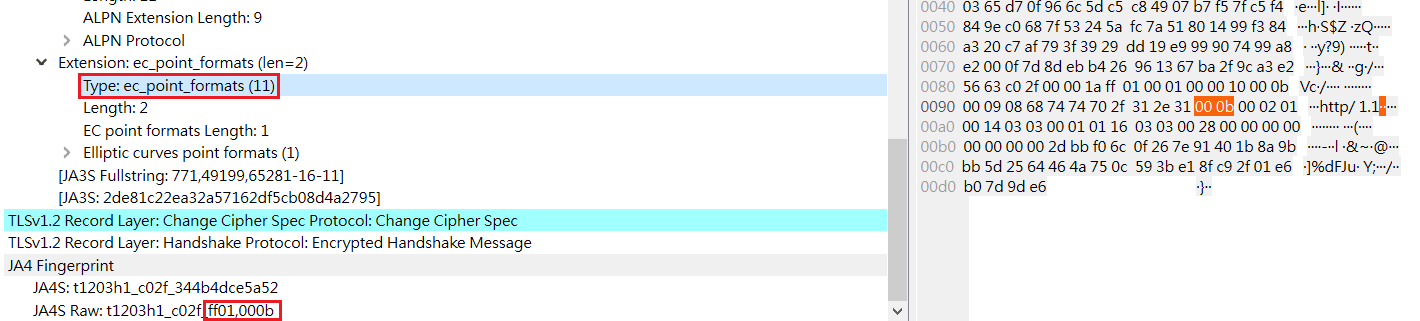 ALPN Extension Length: 9
ALPN Protocol
Extension: ec_point_formats (len=2)
Type: ec_point_formats (11)
Length: 2
EC point formats Length: 1
Elliptic curves point formats (1)
[JA3S Fullstring: 771,49199,65281-16-11]
[JA3S: 2de81c22ea32a57162df5cb08d4a2795]
TLSv1.2 Record Layer: Change Cipher Spec Protocol: Change Cipher Spec
TLSv1.2 Record Layer: Handshake Protocol: Encrypted Handshake Message
JA4 Fingerprint
JA4S: t1203h1_c02f_344b4dce5a52
JA4S Raw: t1203h1_c02f_ff01,000b
0040 03 65 d7 0f 96 6c 5d c5 c8 49 07 b7 f5 7f c5 f4 ·e···l]· ·I······
0050 84 9e c0 68 7f 53 24 5a fc 7a 51 80 14 99 f3 84 ···h·S$Z ·zQ·····
0060 a3 20 c7 af 79 3f 39 29 dd 19 e9 99 90 74 99 a8 · ··y?9) ·····t··
0070 e2 00 0f 7d 8d eb b4 26 96 13 67 ba 2f 9c a3 e2 ···}···& ··g·/···
0080 56 63 c0 2f 00 00 1a ff 01 00 01 00 00 10 00 0b Vc·/···· ········
0090 00 09 08 68 74 74 70 2f 31 2e 31 00 0b 00 02 01 ···http/ 1.1·····
00a0 00 14 03 03 00 01 01 16 03 03 00 28 00 00 00 00 ········ ···(····
00b0 00 00 00 00 2d bb f0 6c 0f 26 7e 91 40 1b 8a 9b ····-··l ·&~·@···
00c0 bb 5d 25 64 46 4a 75 0c 59 3b e1 8f c9 2f 01 e6 ·]%dFJu· Y;···/··
00d0 b0 7d 9d e6 ·}··